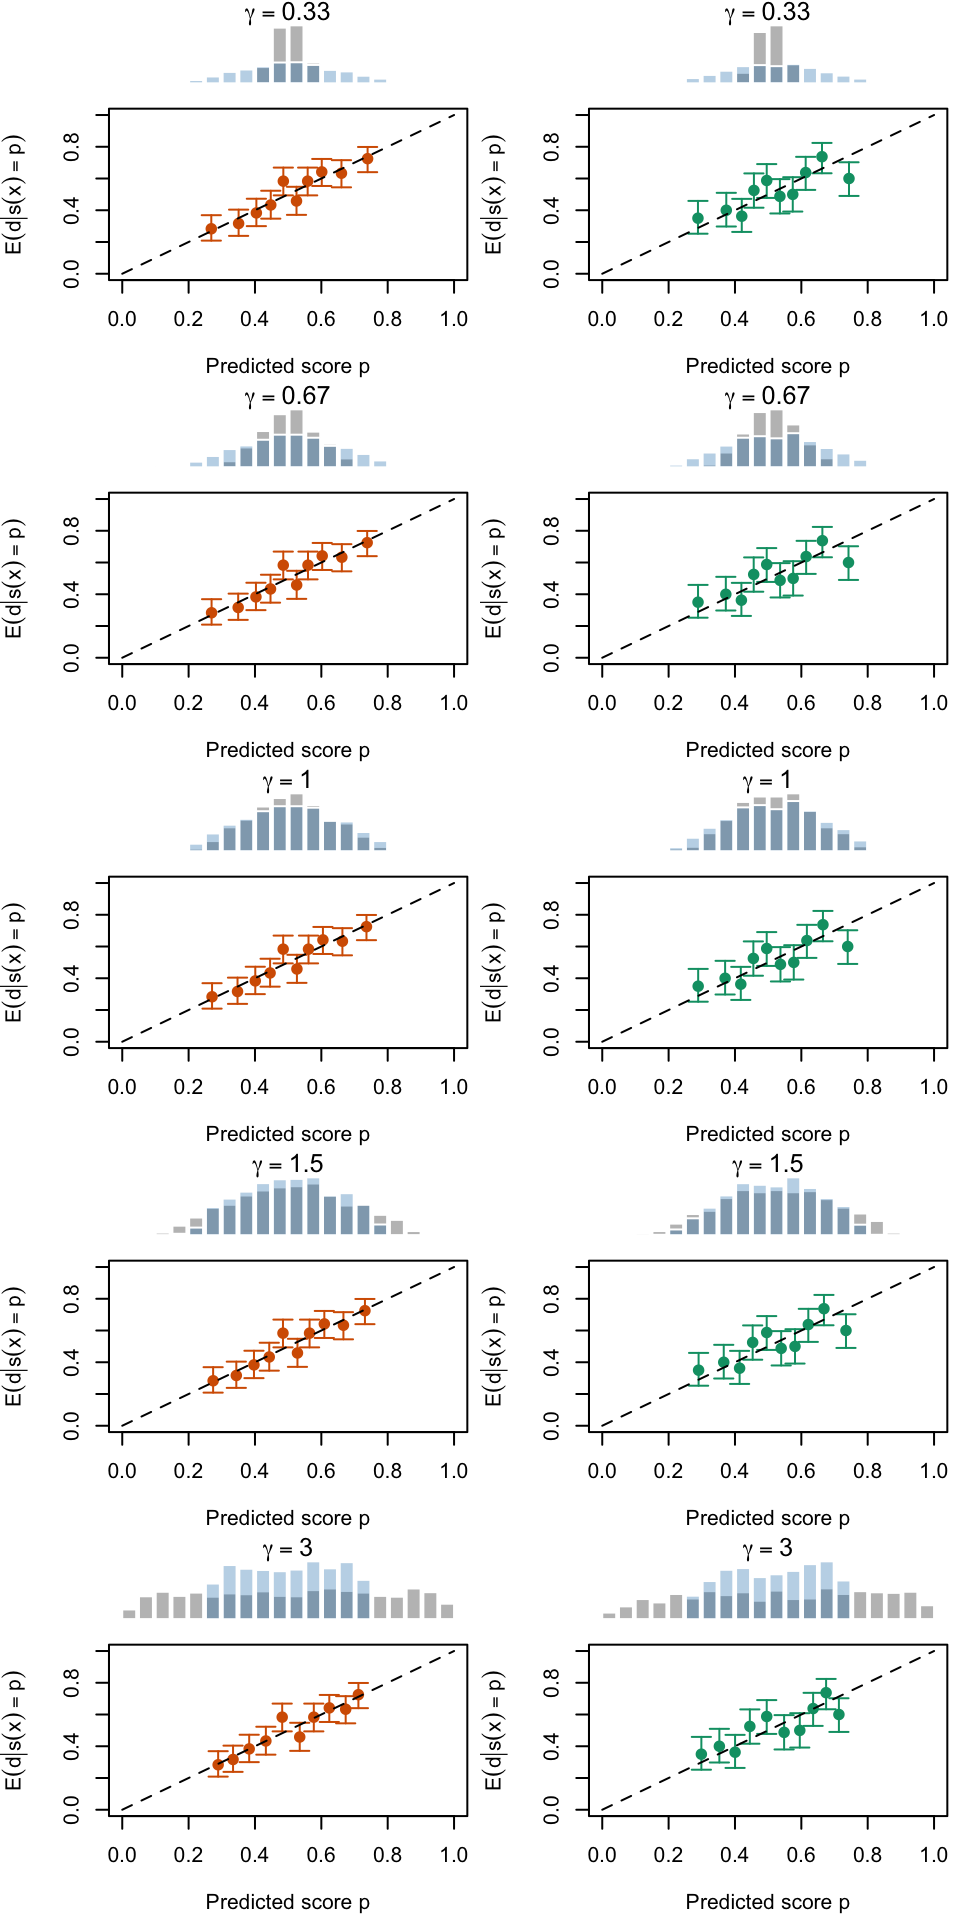 γ = 0.33 γ = 0.33
E(d|s(x) = p) 0.0 0.4 0.8 E(d|s(x) = p) 0.0 0.4 0.8
0.0 0.2 0.4 0.6 0.8 1.0 0.0 0.2 0.4 0.6 0.8 1.0
Predicted score p Predicted score p
γ = 0.67 γ = 0.67
E(d|s(x) = p) 0.0 0.4 0.8 E(d|s(x) = p) 0.0 0.4 0.8
0.0 0.2 0.4 0.6 0.8 1.0 0.0 0.2 0.4 0.6 0.8 1.0
Predicted score p Predicted score p
γ = 1 γ = 1
E(d|s(x) = p) 0.0 0.4 0.8 E(d|s(x) = p) 0.0 0.4 0.8
0.0 0.2 0.4 0.6 0.8 1.0 0.0 0.2 0.4 0.6 0.8 1.0
Predicted score p Predicted score p
γ = 1.5 γ = 1.5
E(d|s(x) = p) 0.0 0.4 0.8 E(d|s(x) = p) 0.0 0.4 0.8
0.0 0.2 0.4 0.6 0.8 1.0 0.0 0.2 0.4 0.6 0.8 1.0
Predicted score p Predicted score p
γ = 3 γ = 3
E(d|s(x) = p) 0.0 0.4 0.8 E(d|s(x) = p) 0.0 0.4 0.8
0.0 0.2 0.4 0.6 0.8 1.0 0.0 0.2 0.4 0.6 0.8 1.0
Predicted score p Predicted score p